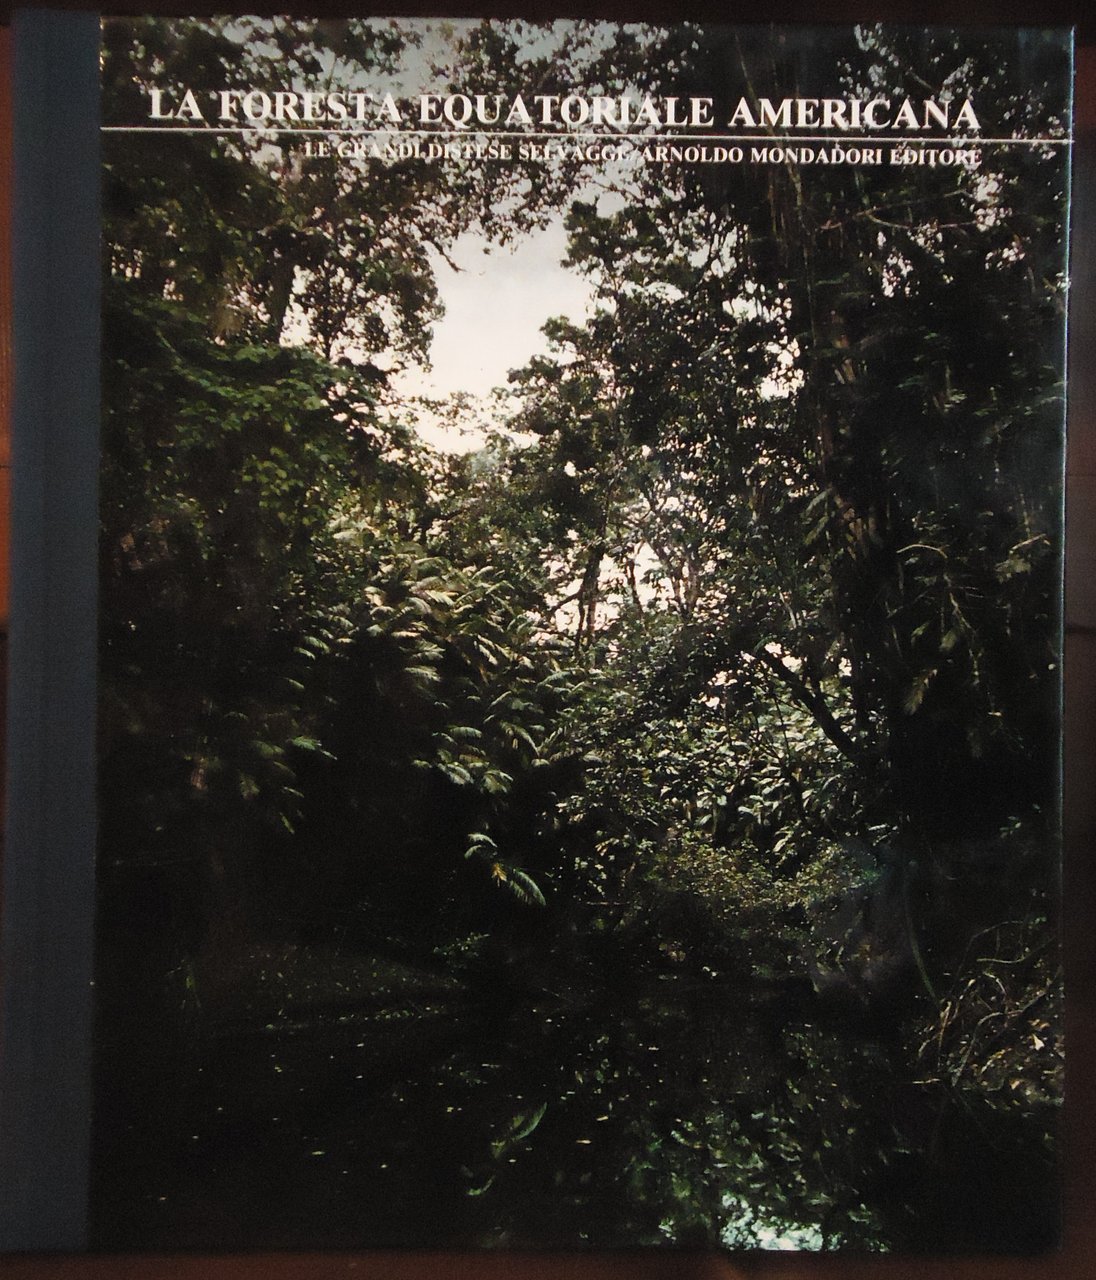 LA FORESTA EQUATORIALE AMERICANA
LE GRANDI DISTESE SELVAGGE/ARNOLDO MONDADORI EDITORE